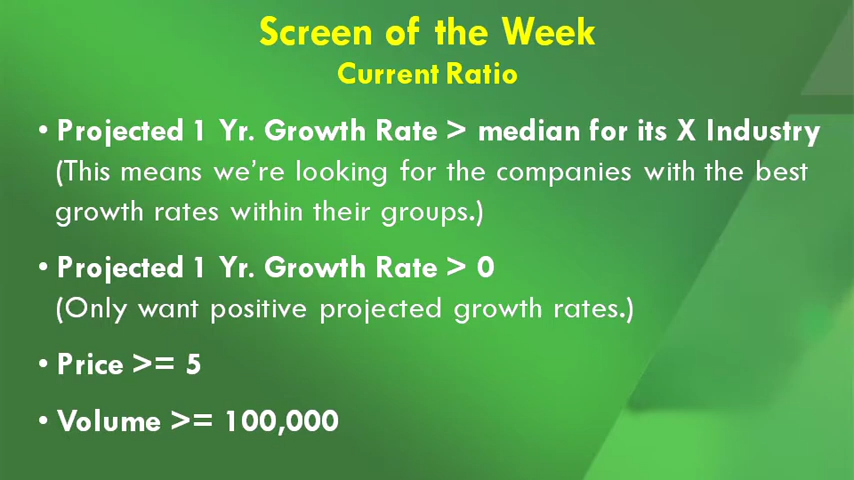 Screen of the Week
Current Ratio
• Projected 1 Yr. Growth Rate > median for its X Industry
(This means we're looking for the companies with the best
growth rates within their groups.)
• Projected 1 Yr. Growth Rate > 0
(Only want positive projected growth rates.)
• Price >= 5
• Volume >= 100,000